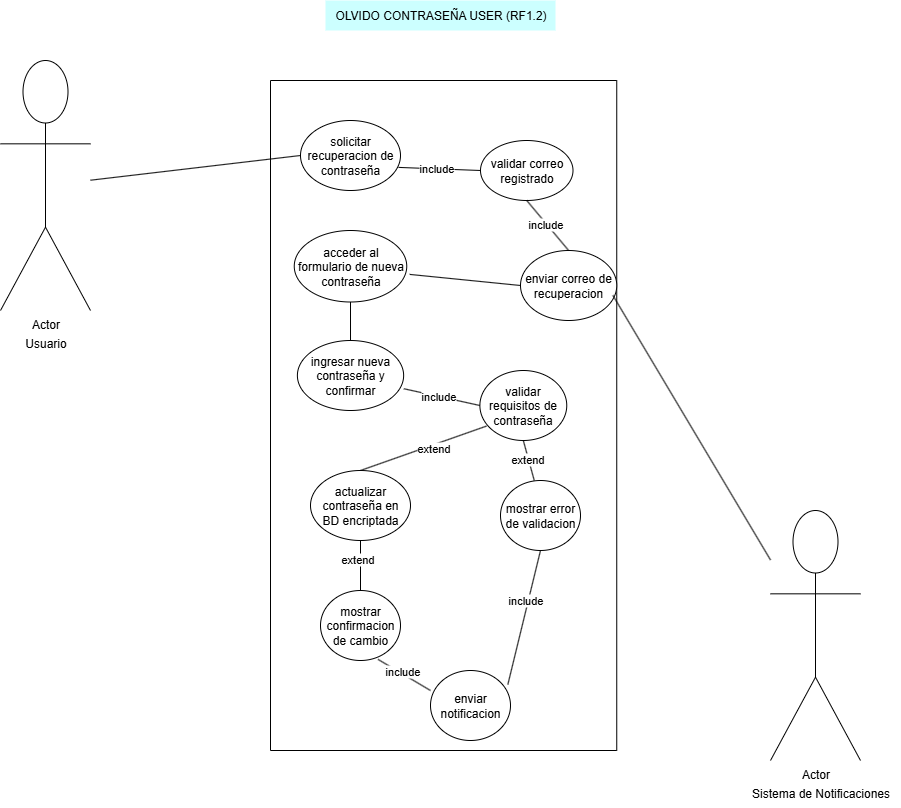 OLVIDO CONTRASEÑA USER (RF1.2)
solicitar
recuperacion de
contraseña
include
validar correo
registrado
include
acceder al
formulario de nueva
contraseña
enviar correo de
recuperacion
Actor
Usuario
ingresar nueva
contraseña y
confirmar
include
validar
requisitos de
contraseña
extend
extend
actualizar
contraseña en
BD encriptada
mostrar error
de validacion
extend
include
mostrar
confirmacion
de cambio
include
enviar
notificacion
Actor
Sistema de Notificaciones